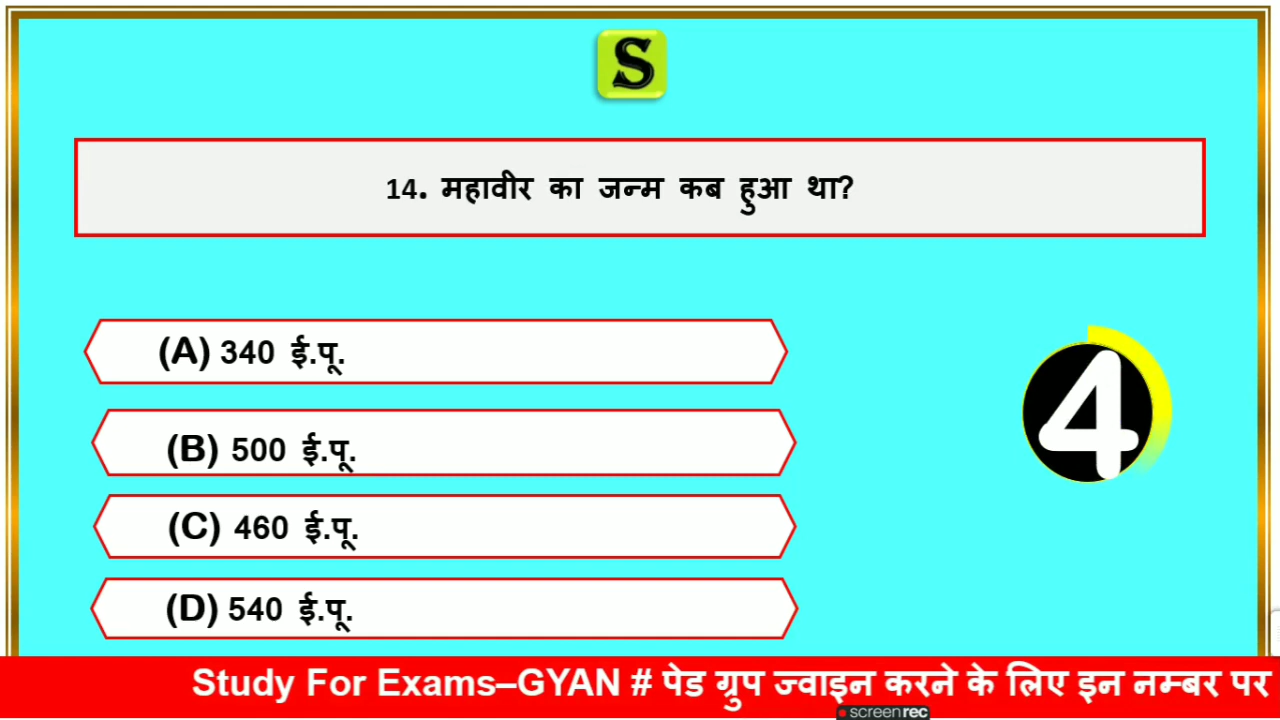 S
14. महावीर का जन्म कब हुआ था?
(A) 340 ई.पू.
(B) 500 ई.पू.
4
(C) 460 ई.पू.
(D) 540 ई.पू.
Study For Exams–GYAN # पेड ग्रुप ज्वाइन करने के लिए इन नम्बर पर
screenrec